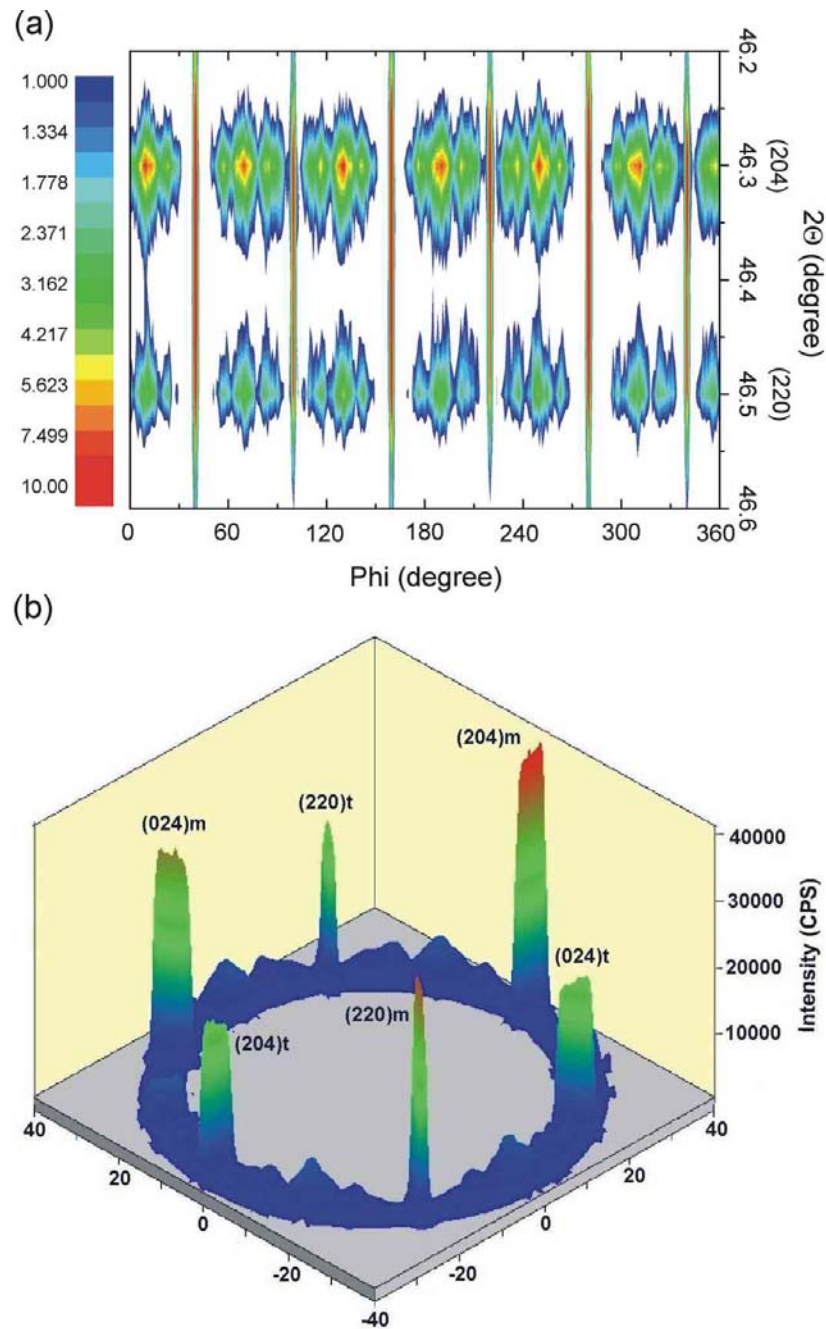 (a)
1.000
1.334
1.778
2.371
3.162
4.217
5.623
7.499
10.00
46.2
46.3
46.4
46.5
46.6
(204)
(220)
2Θ (degree)
0 60 120 180 240 300 360
Phi (degree)
(b)
(204)m
(220)t
(024)m
(024)t
(220)m
(204)t
40000
30000
20000
10000
Intensity (CPS)
40
20
0
-20
-40
40
20
0
-20